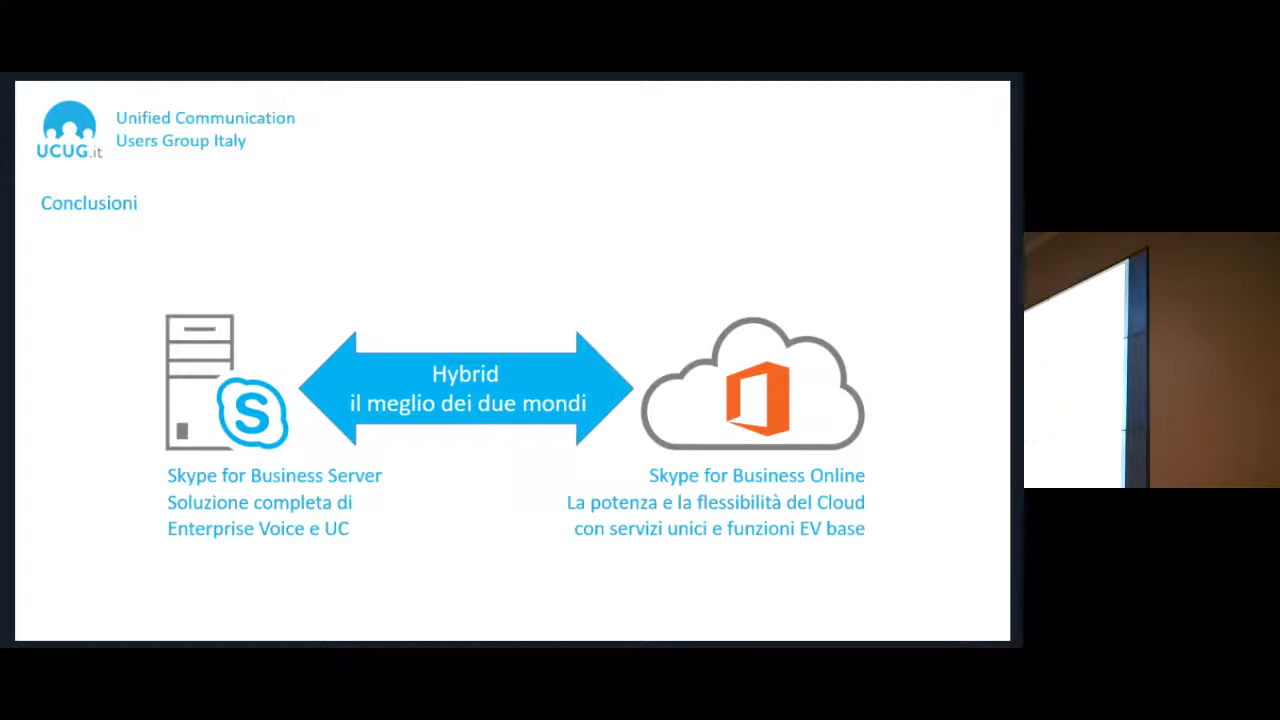 UCUG.it
Unified Communication
Users Group Italy
Conclusioni
Hybrid
il meglio dei due mondi
S
Skype for Business Server
Soluzione completa di
Enterprise Voice e UC
Skype for Business Online
La potenza e la flessibilità del Cloud
con servizi unici e funzioni EV base